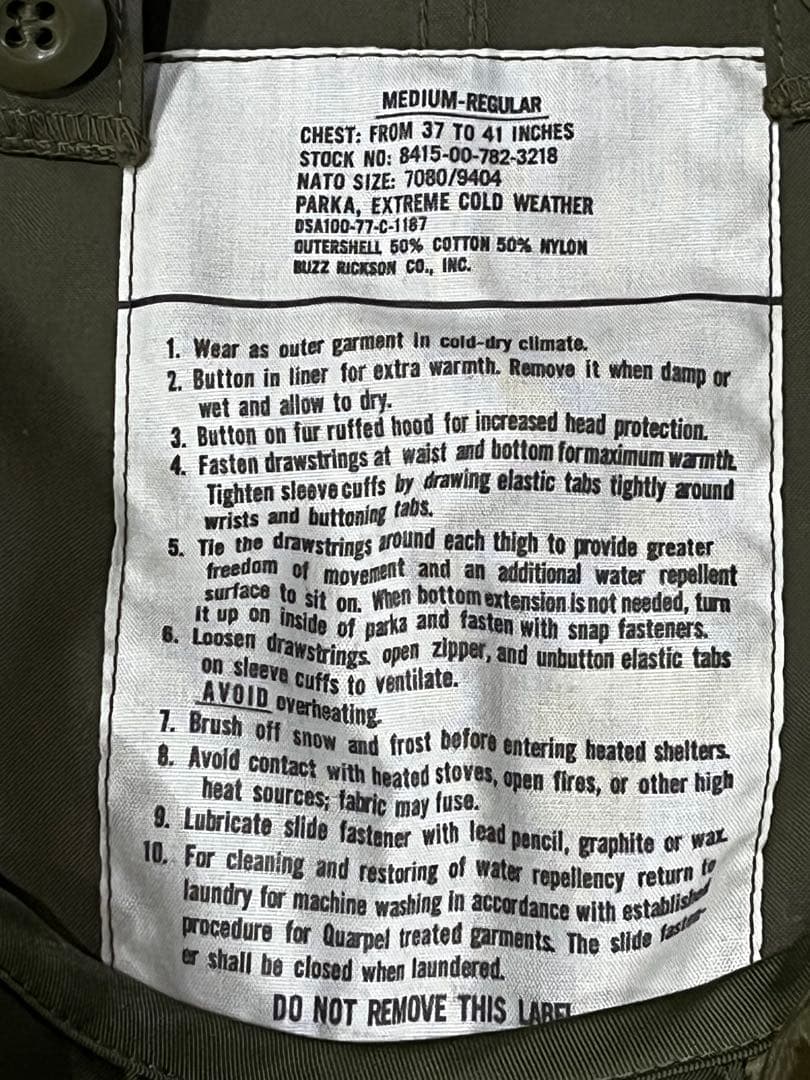 MEDIUM-REGULAR
CHEST: FROM 37 TO 41 INCHES
STOCK NO: 8415-00-782-3218
NATO SIZE: 7080/9404
PARKA, EXTREME COLD WEATHER
DSA100-77-C-1187
OUTERSHELL 50% COTTON 50% NYLON
BUZZ RICKSON CO., INC.
1. Wear as outer garment in cold-dry climate.
2. Button in liner for extra warmth. Remove it when damp or
wet and allow to dry.
3. Button on fur ruffed hood for increased head protection.
4. Fasten drawstrings at waist and bottom for maximum warmth.
Tighten sleeve cuffs by drawing elastic tabs tightly around
wrists and buttoning tabs.
5. Tie the drawstrings around each thigh to provide greater
freedom of movement and an additional water repellent
surface to sit on. When bottom extension is not needed, turn
it up on inside of parka and fasten with snap fasteners.
6. Loosen drawstrings. open zipper, and unbutton elastic tabs
on sleeve cuffs to ventilate.
AVOID overheating.
7. Brush off snow and frost before entering heated shelters.
8. Avoid contact with heated stoves, open fires, or other high
heat sources; fabric may fuse.
9. Lubricate slide fastener with lead pencil, graphite or wax.
10. For cleaning and restoring of water repellency return to
laundry for machine washing in accordance with established
procedure for Quarpel treated garments. The slide fasten-
er shall be closed when laundered.
DO NOT REMOVE THIS LABEL